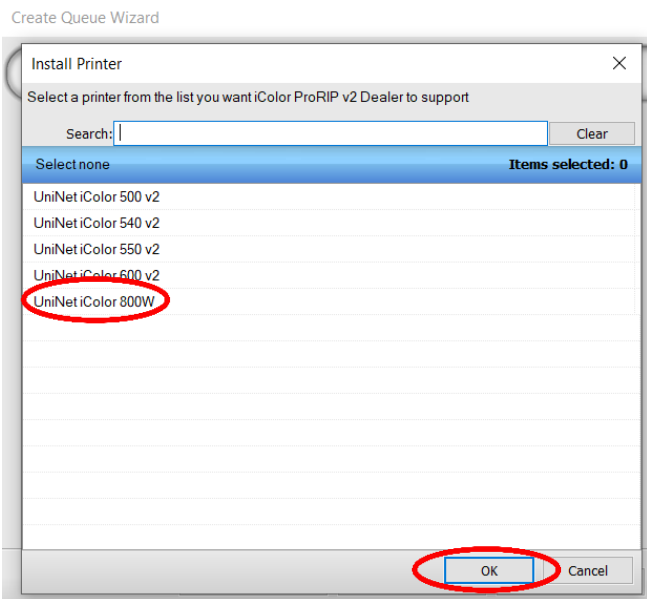 Create Queue Wizard
Install Printer
Select a printer from the list you want iColor ProRIP v2 Dealer to support
Search: Clear
Select none Items selected: 0
UniNet iColor 500 v2
UniNet iColor 540 v2
UniNet iColor 550 v2
UniNet iColor 600 v2
UniNet iColor 800W
OK Cancel